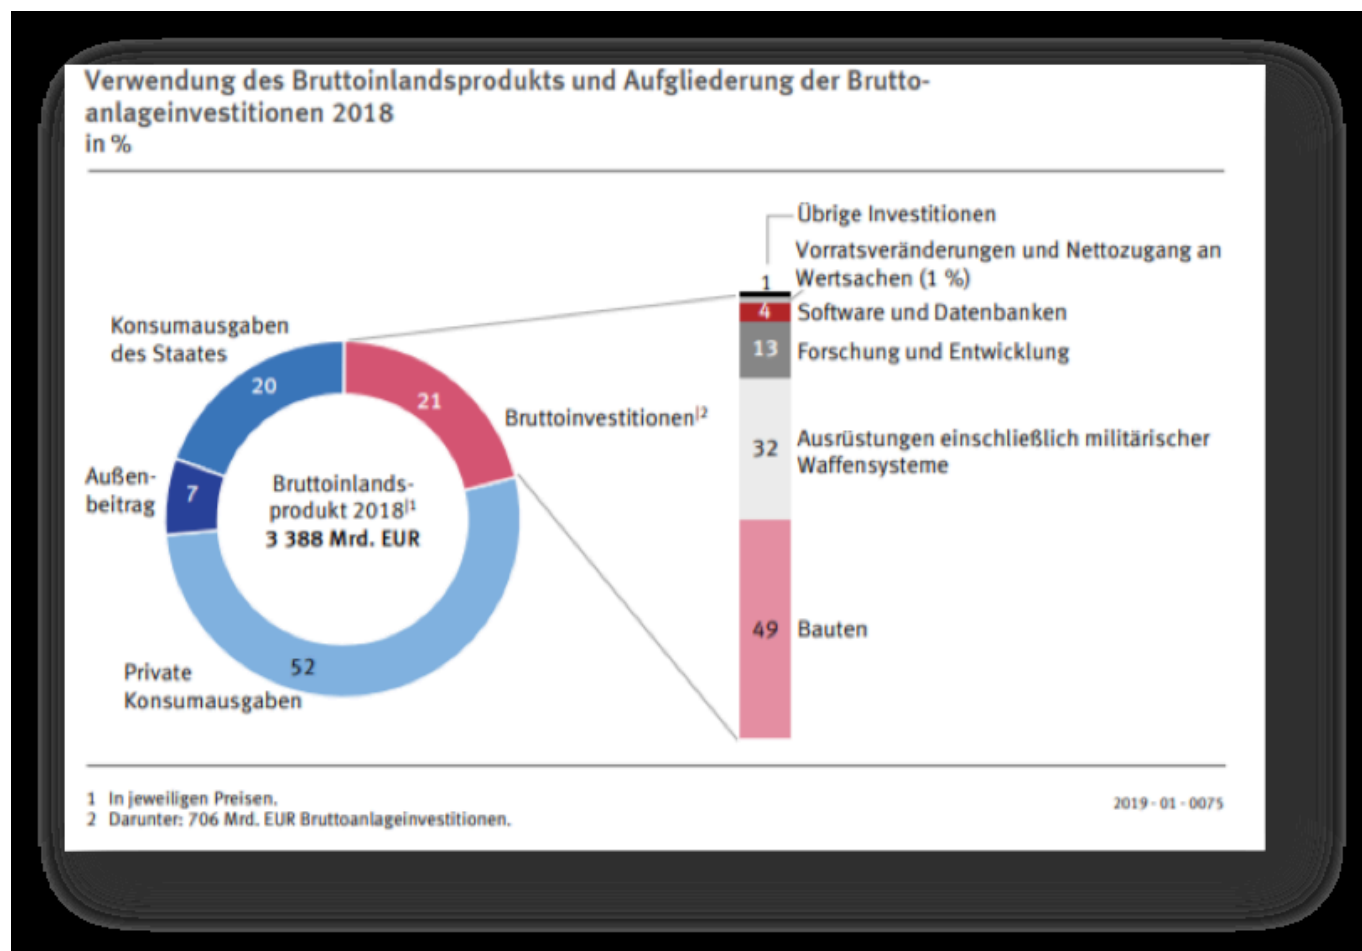 Verwendung des Bruttoinlandsprodukts und Aufgliederung der Brutto-
anlageinvestitionen 2018
in %
Übrige Investitionen
Vorratsveränderungen und Nettozugang an
Wertsachen (1 %)
1
4
Software und Datenbanken
13
Forschung und Entwicklung
32
Ausrüstungen einschließlich militärischer
Waffensysteme
49
Bauten
Konsumausgaben
des Staates
20
21
Bruttoinvestitionen|2
Außen-
beitrag
7
Bruttoinlands-
produkt 2018|1
3 388 Mrd. EUR
52
Private
Konsumausgaben
1 In jeweiligen Preisen.
2 Darunter: 706 Mrd. EUR Bruttoanlageinvestitionen.
2019 - 01 - 0075